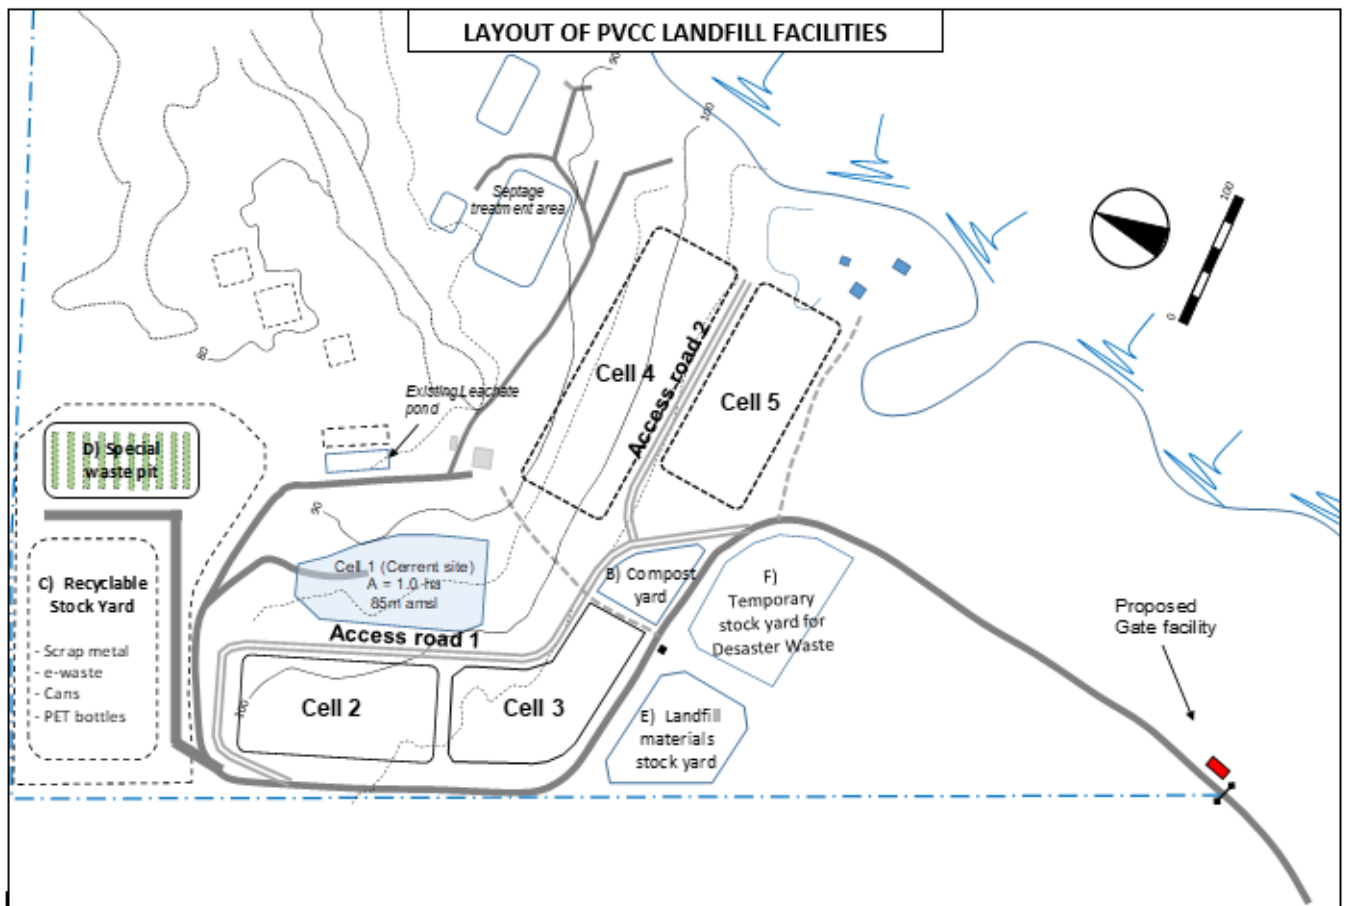 LAYOUT OF PVCC LANDFILL FACILITIES
90
100
100
0
Septage
treatment area
80
Existing Leachate
pond
Cell 4
Access road 2
Cell 5
D) Special
waste pit
90
Cell 1 (Cerrent site)
A = 1.0 ha
85m amsl
C) Recyclable
Stock Yard
- Scrap metal
- e-waste
- Cans
- PET bottles
B) Compost
yard
F)
Temporary
stock yard for
Desaster Waste
Proposed
Gate facility
Access road 1
100
Cell 2
Cell 3
E) Landfill
materials
stock yard